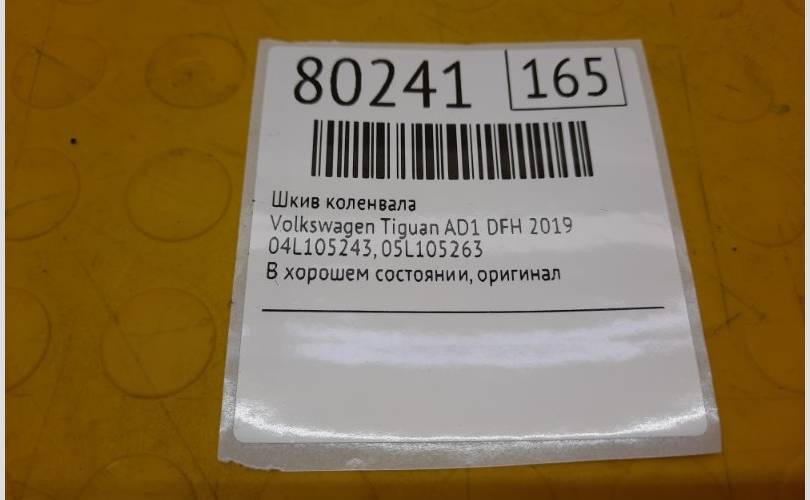 80241 165
Шкив коленвала
Volkswagen Tiguan AD1 DFH 2019
04L105243, 05L105263
В хорошем состоянии, оригинал